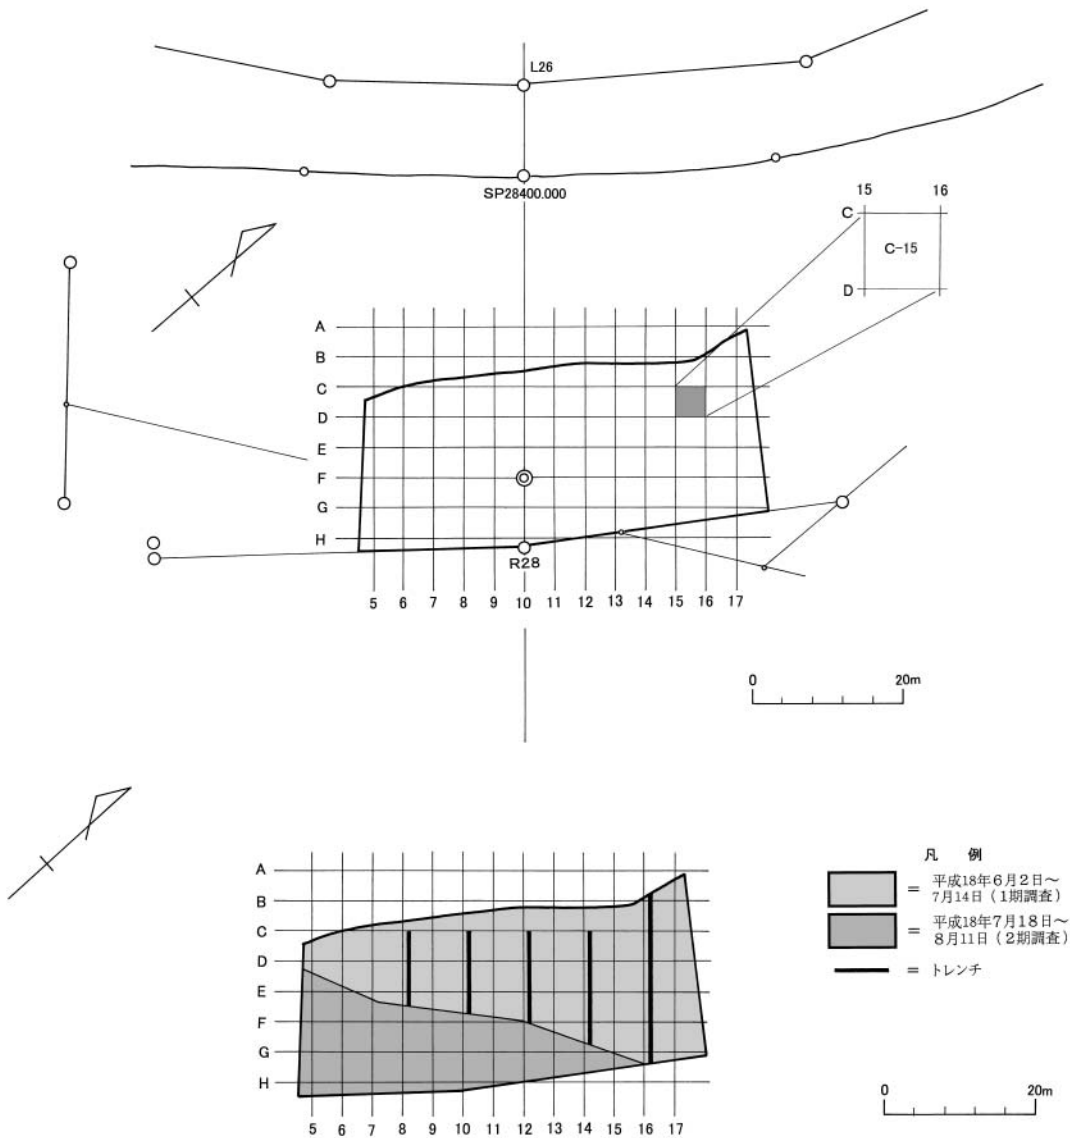 L26
SP28400.000
15 16
C
C-15
D
A
B
C
D
E
F
G
H
R28
5 6 7 8 9 10 11 12 13 14 15 16 17
0 20m
凡 例
= 平成18年6月2日~
7月14日(1期調査)
= 平成18年7月18日~
8月11日(2期調査)
= トレンチ
A
B
C
D
E
F
G
H
5 6 7 8 9 10 11 12 13 14 15 16 17
0 20m